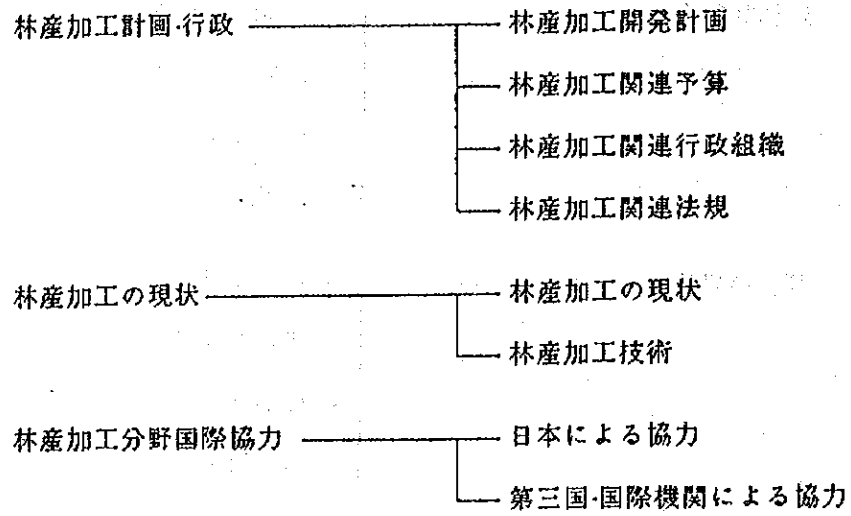 林産加工計画·行政 林産加工開発計画
林産加工関連予算
林産加工関連行政組織
林産加工関連法規
林産加工の現状 林産加工の現状
林産加工技術
林産加工分野国際協力 日本による協力
第三国·国際機関による協力